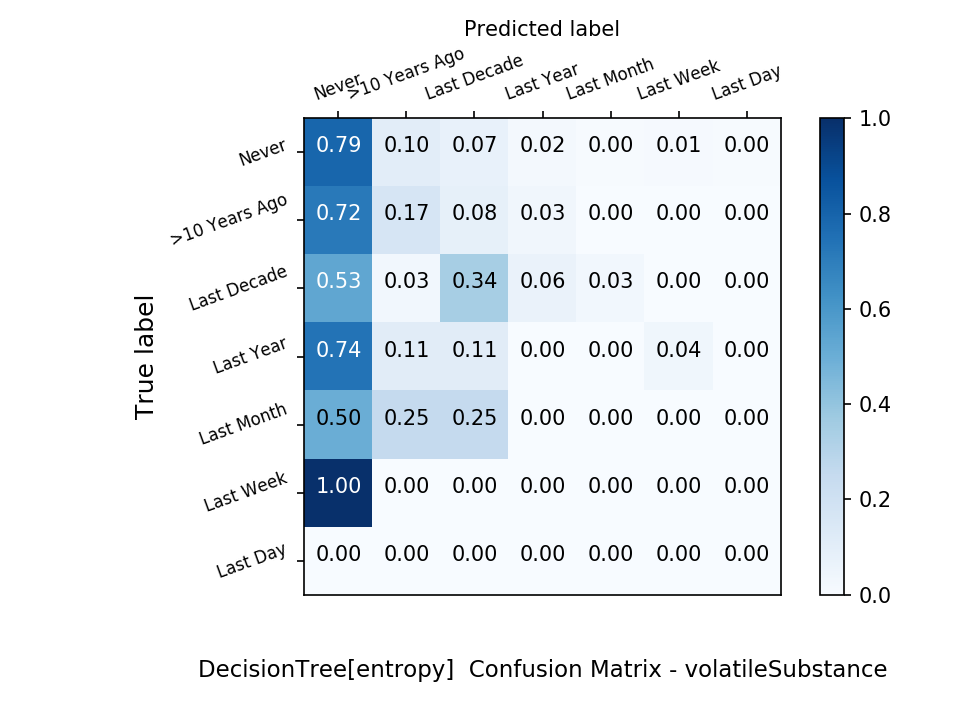 Predicted label
Never >10 Years Ago Last Decade Last Year Last Month Last Week Last Day
Never 0.79 0.10 0.07 0.02 0.00 0.01 0.00
>10 Years Ago 0.72 0.17 0.08 0.03 0.00 0.00 0.00
Last Decade 0.53 0.03 0.34 0.06 0.03 0.00 0.00
Last Year 0.74 0.11 0.11 0.00 0.00 0.04 0.00
Last Month 0.50 0.25 0.25 0.00 0.00 0.00 0.00
Last Week 1.00 0.00 0.00 0.00 0.00 0.00 0.00
Last Day 0.00 0.00 0.00 0.00 0.00 0.00 0.00
True label
1.0
0.8
0.6
0.4
0.2
0.0
DecisionTree[entropy]  Confusion Matrix - volatileSubstance